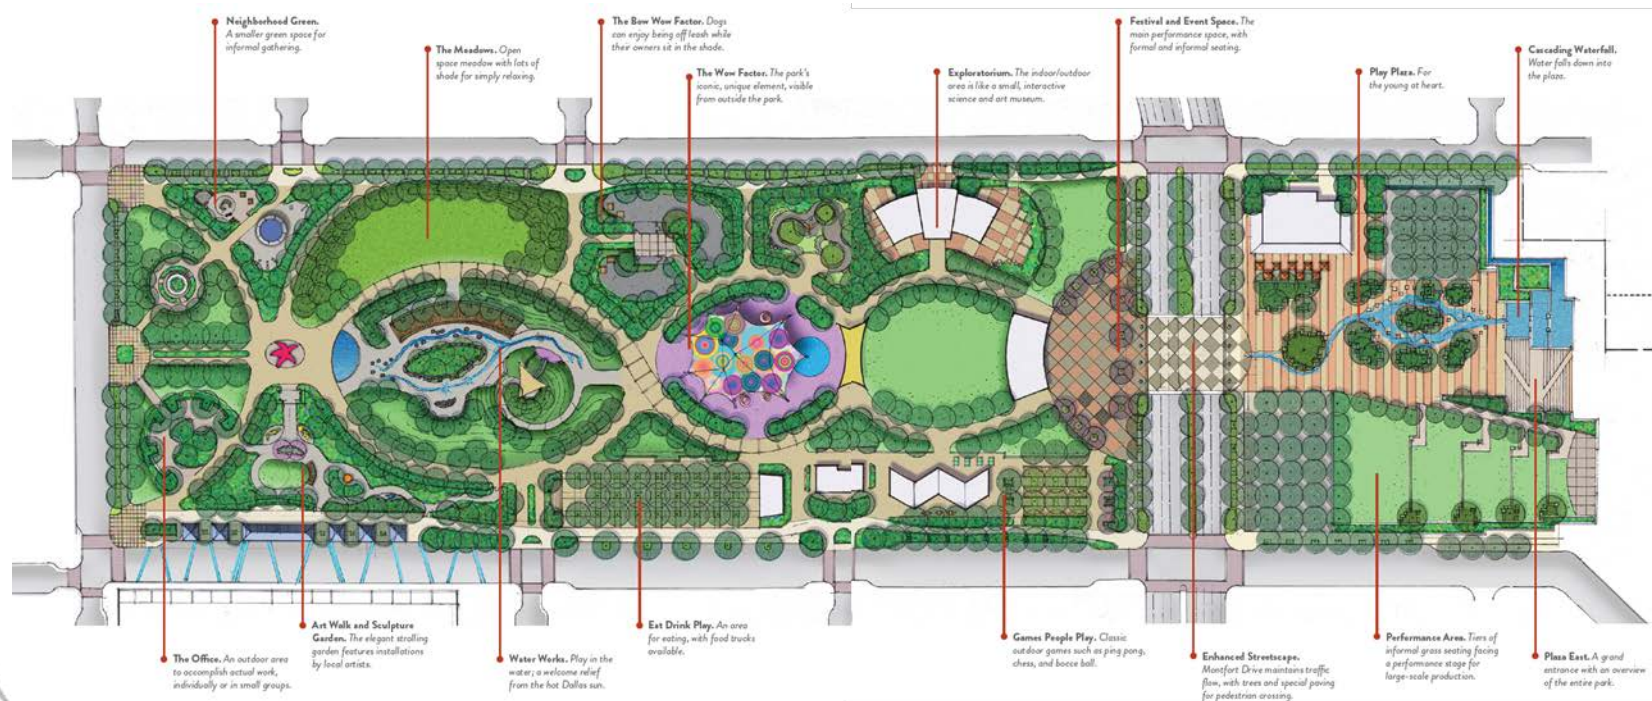 Neighborhood Green.
A smaller green space for
informal gathering.
The Meadows. Open
space meadow with lots of
shade for simply relaxing.
The Bow Wow Factor. Dogs
can enjoy being off leash while
their owners sit in the shade.
The Wow Factor. The park's
iconic, unique element, visible
from outside the park.
Exploratorium. The indoor/outdoor
area is like a small, interactive
science and art museum.
Festival and Event Space. The
main performance space, with
formal and informal seating.
Play Plaza. For
the young at heart.
Cascading Waterfall.
Water falls down into
the plaza.
The Office. An outdoor area
to accomplish actual work,
individually or in small groups.
Art Walk and Sculpture
Garden. The elegant strolling
garden features installations
by local artists.
Water Works. Play in the
water; a welcome relief
from the hot Dallas sun.
Eat Drink Play. An area
for eating, with food trucks
available.
Games People Play. Classic
outdoor games such as ping pong,
chess, and bocce ball.
Enhanced Streetscape.
Montfort Drive maintains traffic
flow, with trees and special paving
for pedestrian crossing.
Performance Area. Tiers of
informal grass seating facing
a performance stage for
large-scale production.
Plaza East. A grand
entrance with an overview
of the entire park.